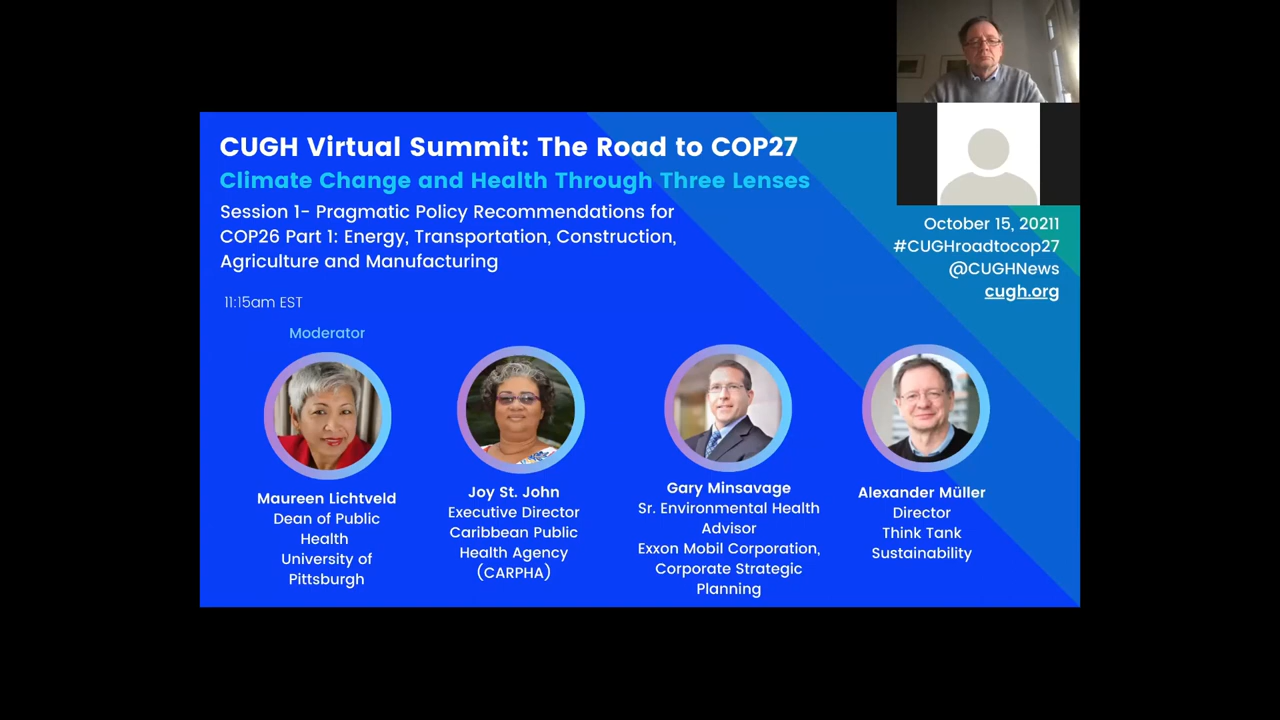 CUGH Virtual Summit: The Road to COP27
Climate Change and Health Through Three Lenses
Session 1- Pragmatic Policy Recommendations for
COP26 Part 1: Energy, Transportation, Construction,
Agriculture and Manufacturing
October 15, 20211
#CUGHroadtocop27
@CUGHNews
cugh.org
11:15am EST
Moderator
Maureen Lichtveld
Dean of Public
Health
University of
Pittsburgh
Joy St. John
Executive Director
Caribbean Public
Health Agency
(CARPHA)
Gary Minsavage
Sr. Environmental Health
Advisor
Exxon Mobil Corporation,
Corporate Strategic
Planning
Alexander Müller
Director
Think Tank
Sustainability